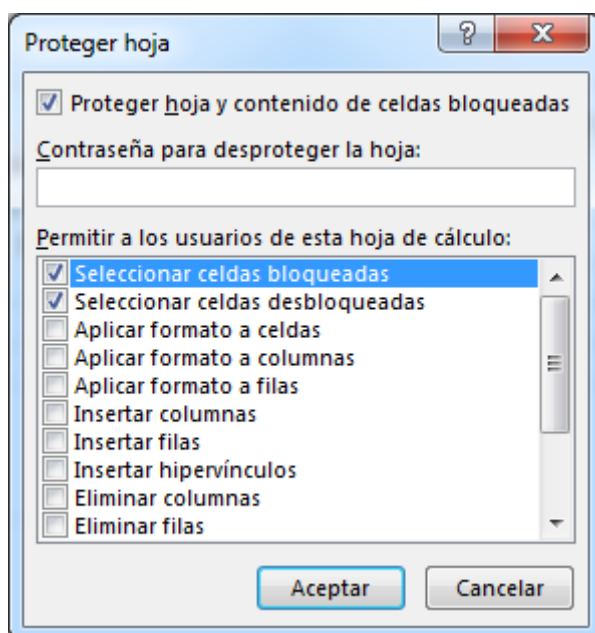 Proteger hoja
Proteger hoja y contenido de celdas bloqueadas
Contraseña para desproteger la hoja:
Permitir a los usuarios de esta hoja de cálculo:
Seleccionar celdas bloqueadas
Seleccionar celdas desbloqueadas
Aplicar formato a celdas
Aplicar formato a columnas
Aplicar formato a filas
Insertar columnas
Insertar filas
Insertar hipervínculos
Eliminar columnas
Eliminar filas
Aceptar Cancelar